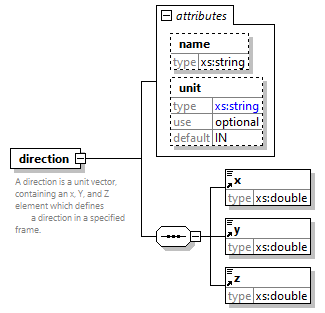 attributes
name
type xs:string
unit
type xs:string
use optional
default IN
direction
A direction is a unit vector,
containing an x, Y, and Z
element which defines
a direction in a specified
frame.
x
type xs:double
y
type xs:double
z
type xs:double